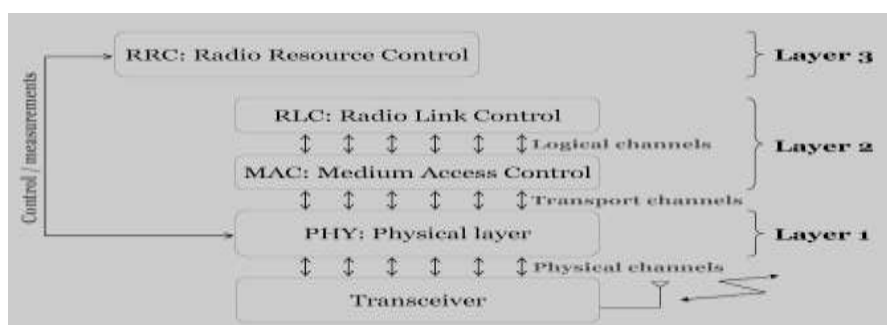 RRC: Radio Resource Control
Layer 3
Control / measurements
RLC: Radio Link Control
Logical channels
Layer 2
MAC: Medium Access Control
Transport channels
PHY: Physical layer
Layer 1
Physical channels
Transceiver